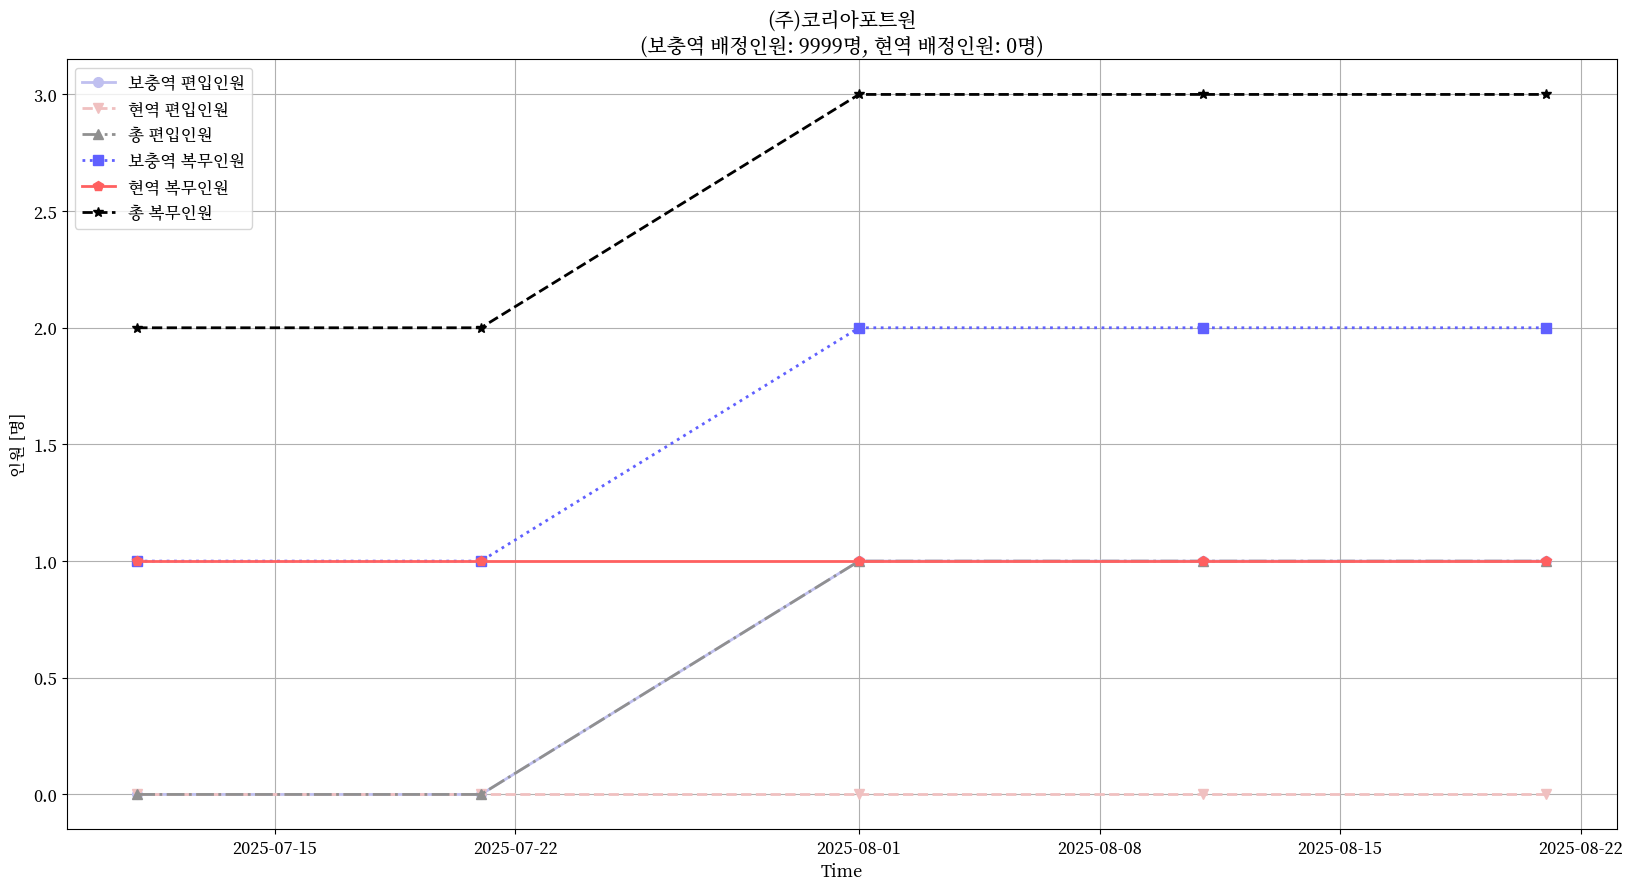 (주)코리아포트원
(보충역 배정인원: 9999명, 현역 배정인원: 0명)
보충역 편입인원
현역 편입인원
총 편입인원
보충역 복무인원
현역 복무인원
총 복무인원
3.0
2.5
2.0
1.5
1.0
0.5
0.0
인원 [명]
2025-07-15
2025-07-22
2025-08-01
2025-08-08
2025-08-15
2025-08-22
Time